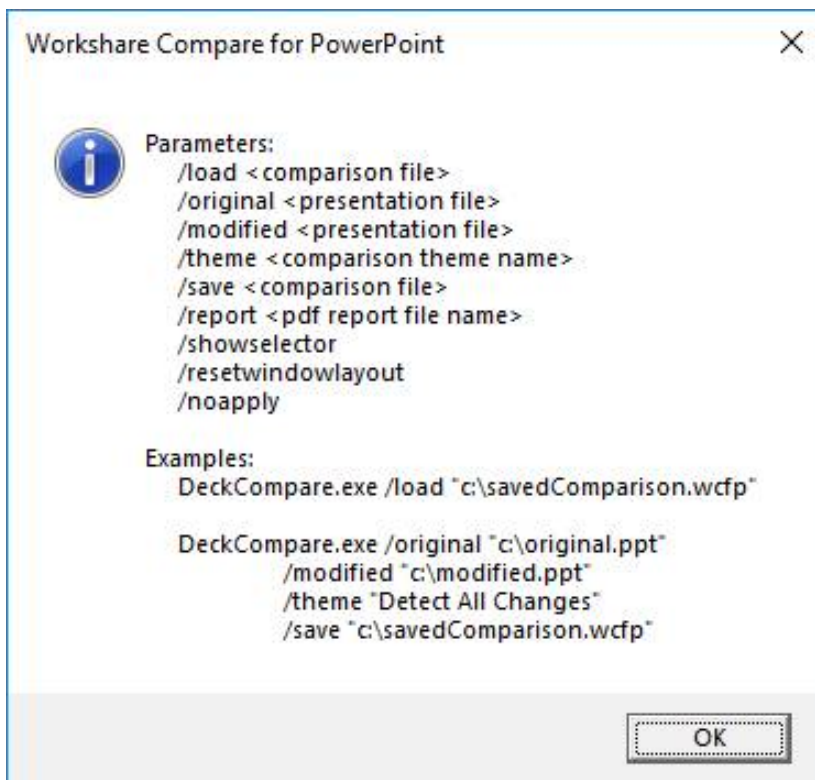 Workshare Compare for PowerPoint
Parameters:
/load <comparison file>
/original <presentation file>
/modified <presentation file>
/theme <comparison theme name>
/save <comparison file>
/report <pdf report file name>
/showselector
/resetwindowlayout
/noapply
Examples:
DeckCompare.exe /load "c:\savedComparison.wcfp"
DeckCompare.exe /original "c:\original.ppt"
/modified "c:\modified.ppt"
/theme "Detect All Changes"
/save "c:\savedComparison.wcfp"
OK